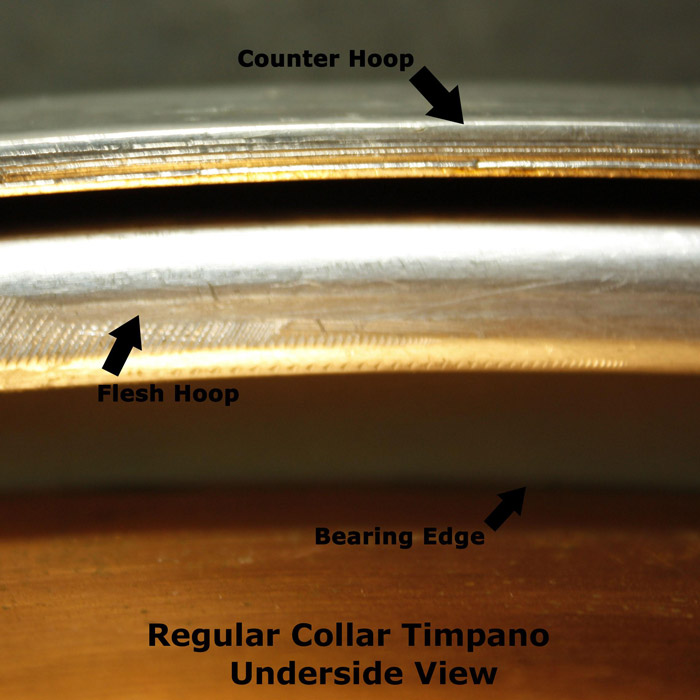 Counter Hoop
Flesh Hoop
Bearing Edge
Regular Collar Timpano
Underside View